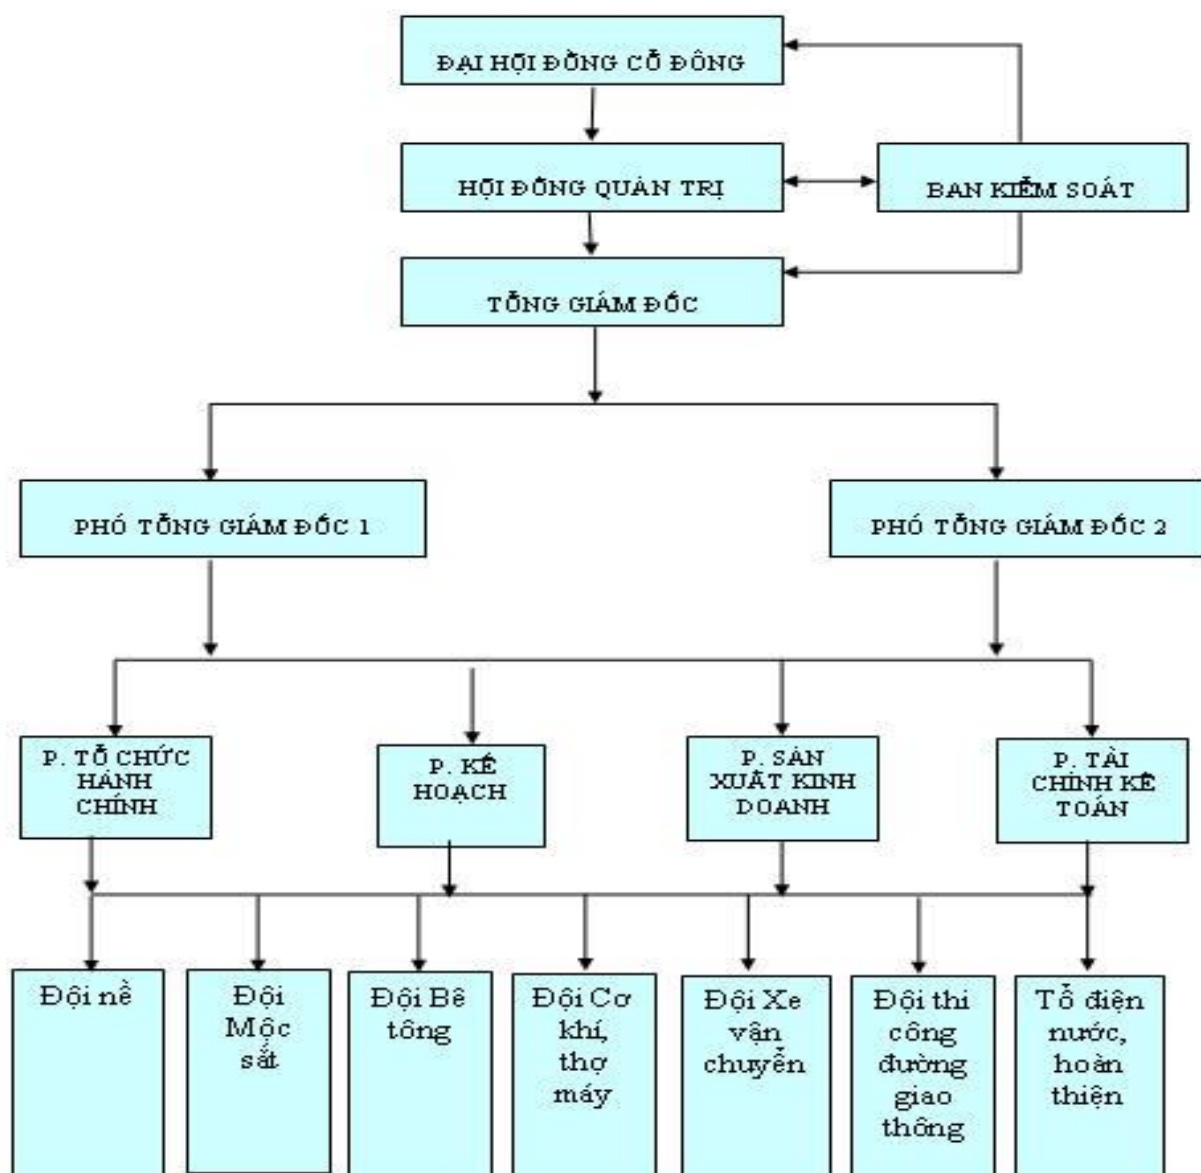 ĐẠI HỘI ĐỒNG CỔ ĐÔNG
HỘI ĐỒNG QUẢN TRỊ
BAN KIỂM SOÁT
TỔNG GIÁM ĐỐC
PHÓ TỔNG GIÁM ĐỐC 1
PHÓ TỔNG GIÁM ĐỐC 2
P. TỔ CHỨC
HÀNH
CHÍNH
P. KẾ
HOẠCH
P. SẢN
XUẤT KINH
DOANH
P. TÀI
CHÍNH KẾ
TOÁN
Đội nề
Đội
Mộc
sắt
Đội Bê
tông
Đội Cơ
khí,
thợ
máy
Đội Xe
vận
chuyển
Đội thi
công
đường
giao
thông
Tổ điện
nước,
hoàn
thiện